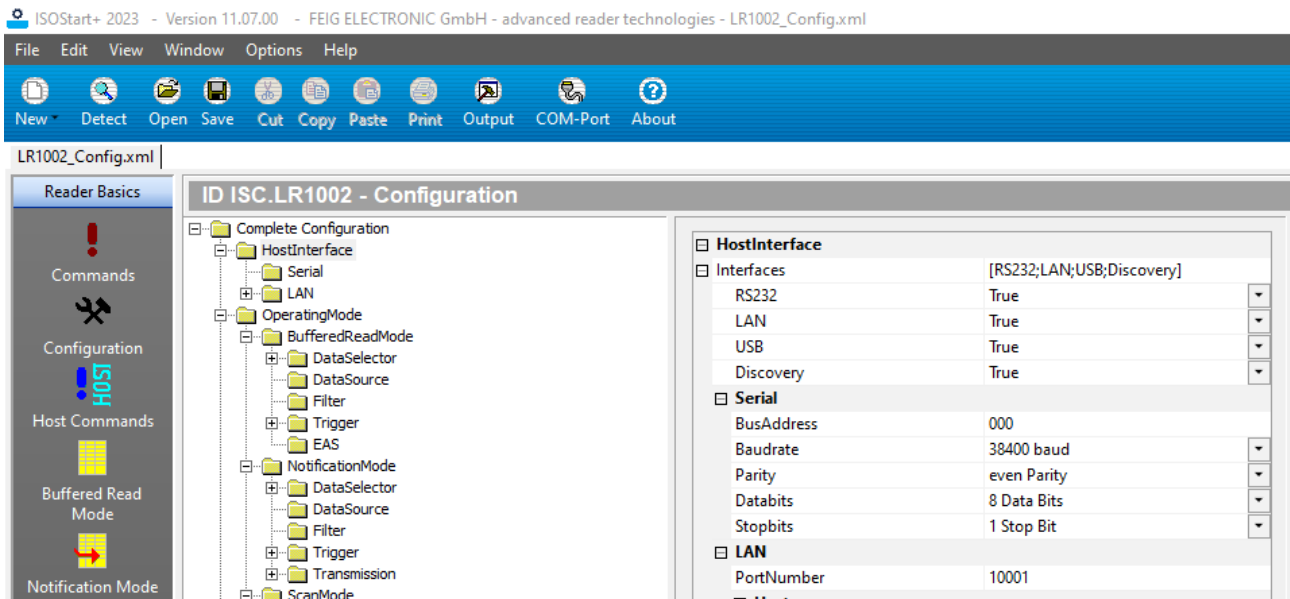 ISOStart+ 2023 - Version 11.07.00 - FEIG ELECTRONIC GmbH - advanced reader technologies - LR1002_Config.xml
File Edit View Window Options Help
New Detect Open Save Cut Copy Paste Print Output COM-Port About
LR1002_Config.xml
Reader Basics
Commands
Configuration
HOST
Host Commands
Buffered Read
Mode
Notification Mode
ID ISC.LR1002 - Configuration
Complete Configuration
HostInterface
Serial
LAN
OperatingMode
BufferedReadMode
DataSelector
DataSource
Filter
Trigger
EAS
NotificationMode
DataSelector
DataSource
Filter
Trigger
Transmission
ScanMode
HostInterface
Interfaces [RS232;LAN;USB;Discovery]
RS232 True
LAN True
USB True
Discovery True
Serial
BusAddress 000
Baudrate 38400 baud
Parity even Parity
Databits 8 Data Bits
Stopbits 1 Stop Bit
LAN
PortNumber 10001